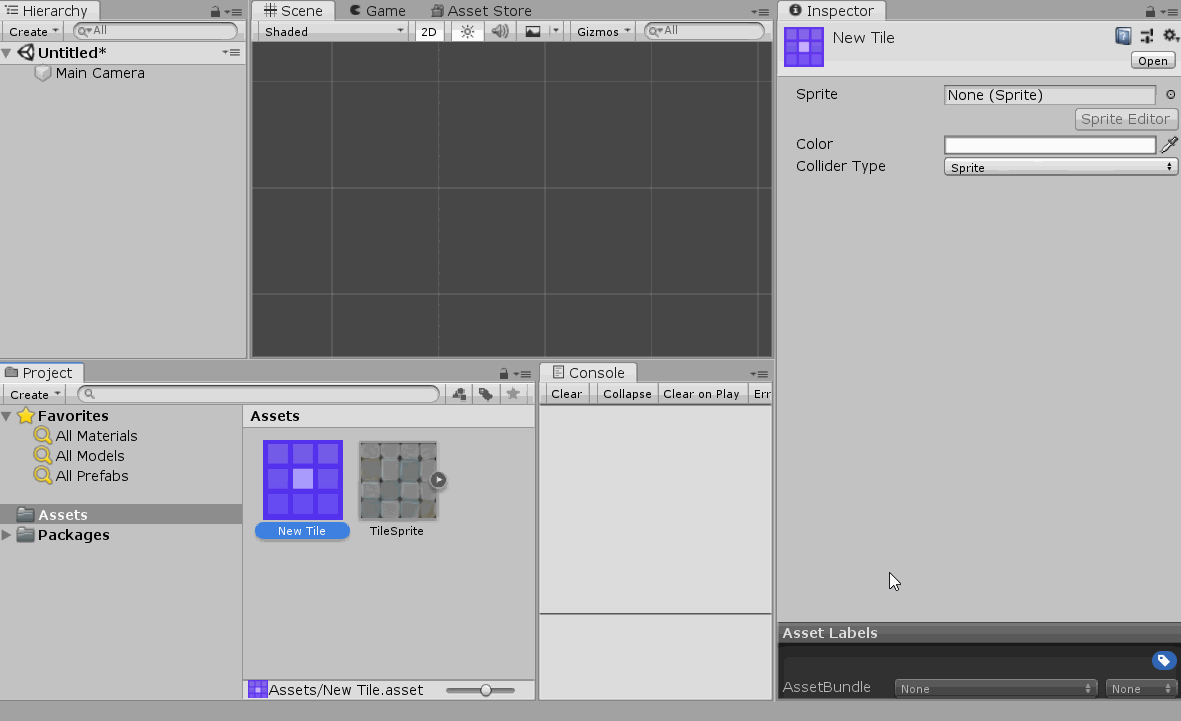 Hierarchy
Create
All
Untitled*
Main Camera
Scene
Game
Asset Store
Shaded
2D
Gizmos
All
Inspector
New Tile
Open
Sprite
None (Sprite)
Sprite Editor
Color
Collider Type
Sprite
Project
Create
Favorites
All Materials
All Models
All Prefabs
Assets
Packages
Assets
New Tile
TileSprite
Assets/New Tile.asset
Console
Clear
Collapse
Clear on Play
Err
Asset Labels
AssetBundle
None
None